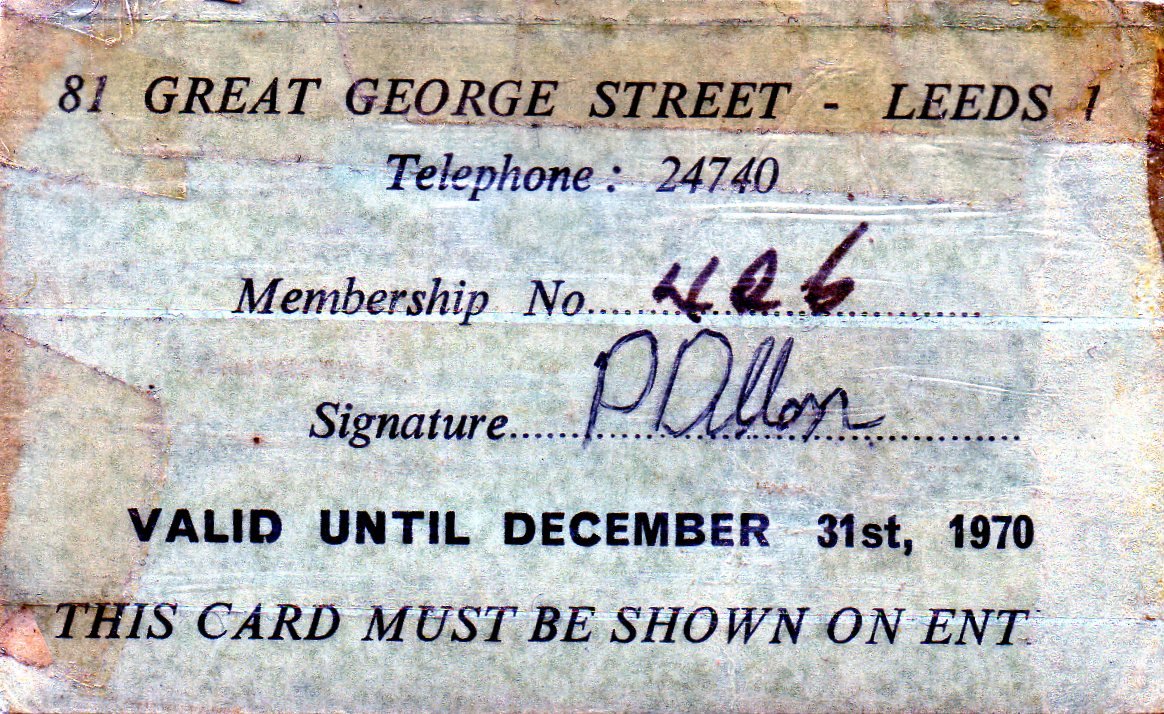 81 GREAT GEORGE STREET - LEEDS 1
Telephone: 24740
Membership No. 426
Signature P Dillon
VALID UNTIL DECEMBER 31st, 1970
THIS CARD MUST BE SHOWN ON ENT